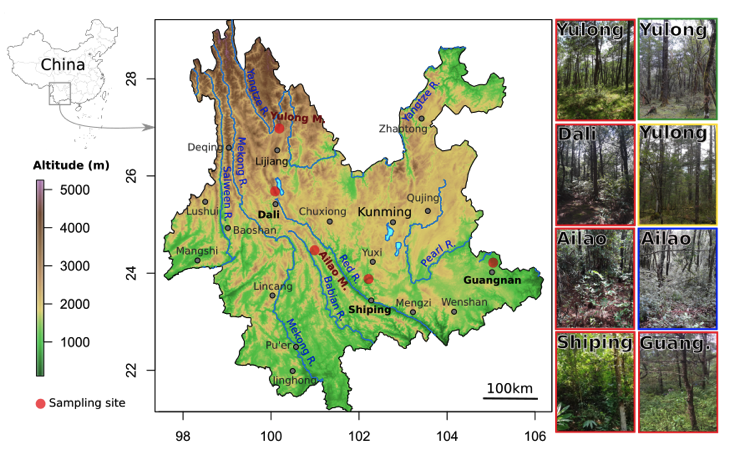 China
Altitude (m)
5000
4000
3000
2000
1000
Sampling site
28
26
24
22
98
100
102
104
106
Yangtze R.
Yulong M.
Yangtze R.
Zhaotong
Deqing
Mekong R.
Lijiang
Salween R.
Lushui
Dali
Chuxiong
Kunming
Qujing
Baoshan
Mangshi
Ailao M.
Red R.
Yuxi
Pearl R.
Guangnan
Lincang
Babian R.
Shiping
Mengzi
Wenshan
Mekong R.
Pu'er
Jinghong
100km
Yulong
Yulong
Dali
Yulong
Ailao
Ailao
Shiping
Guang.